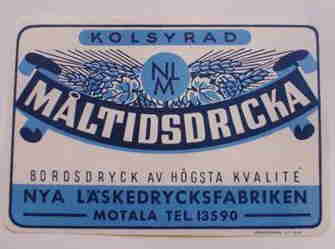 KOLSYRAD
NLM
MÅLTIDSDRICKA
BORDSDRYCK AV HÖGSTA KVALITÉ
NYA LÄSKEDRYCKSFABRIKEN
MOTALA TEL. 13590